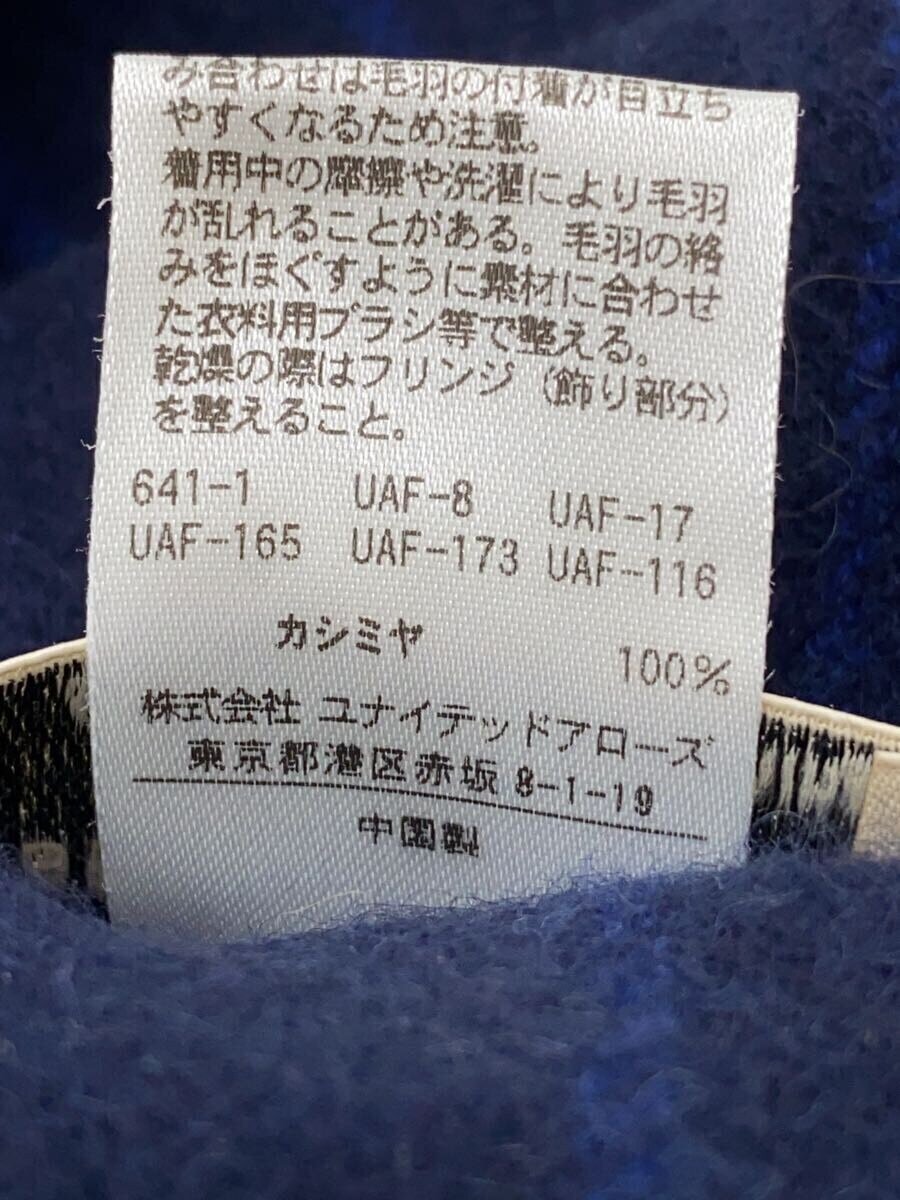 み合わせは毛羽の付着が目立ち
やすくなるため注意。
着用中の摩擦や洗濯により毛羽
が乱れることがある。毛羽の絡
みをほぐすように素材に合わせ
た衣料用ブラシ等で整える。
乾燥の際はフリンジ(飾り部分)
を整えること。
641-1 UAF-8 UAF-17
UAF-165 UAF-173 UAF-116
カシミヤ 100%
株式会社 ユナイテッドアローズ
東京都港区赤坂 8-1-19
中国製